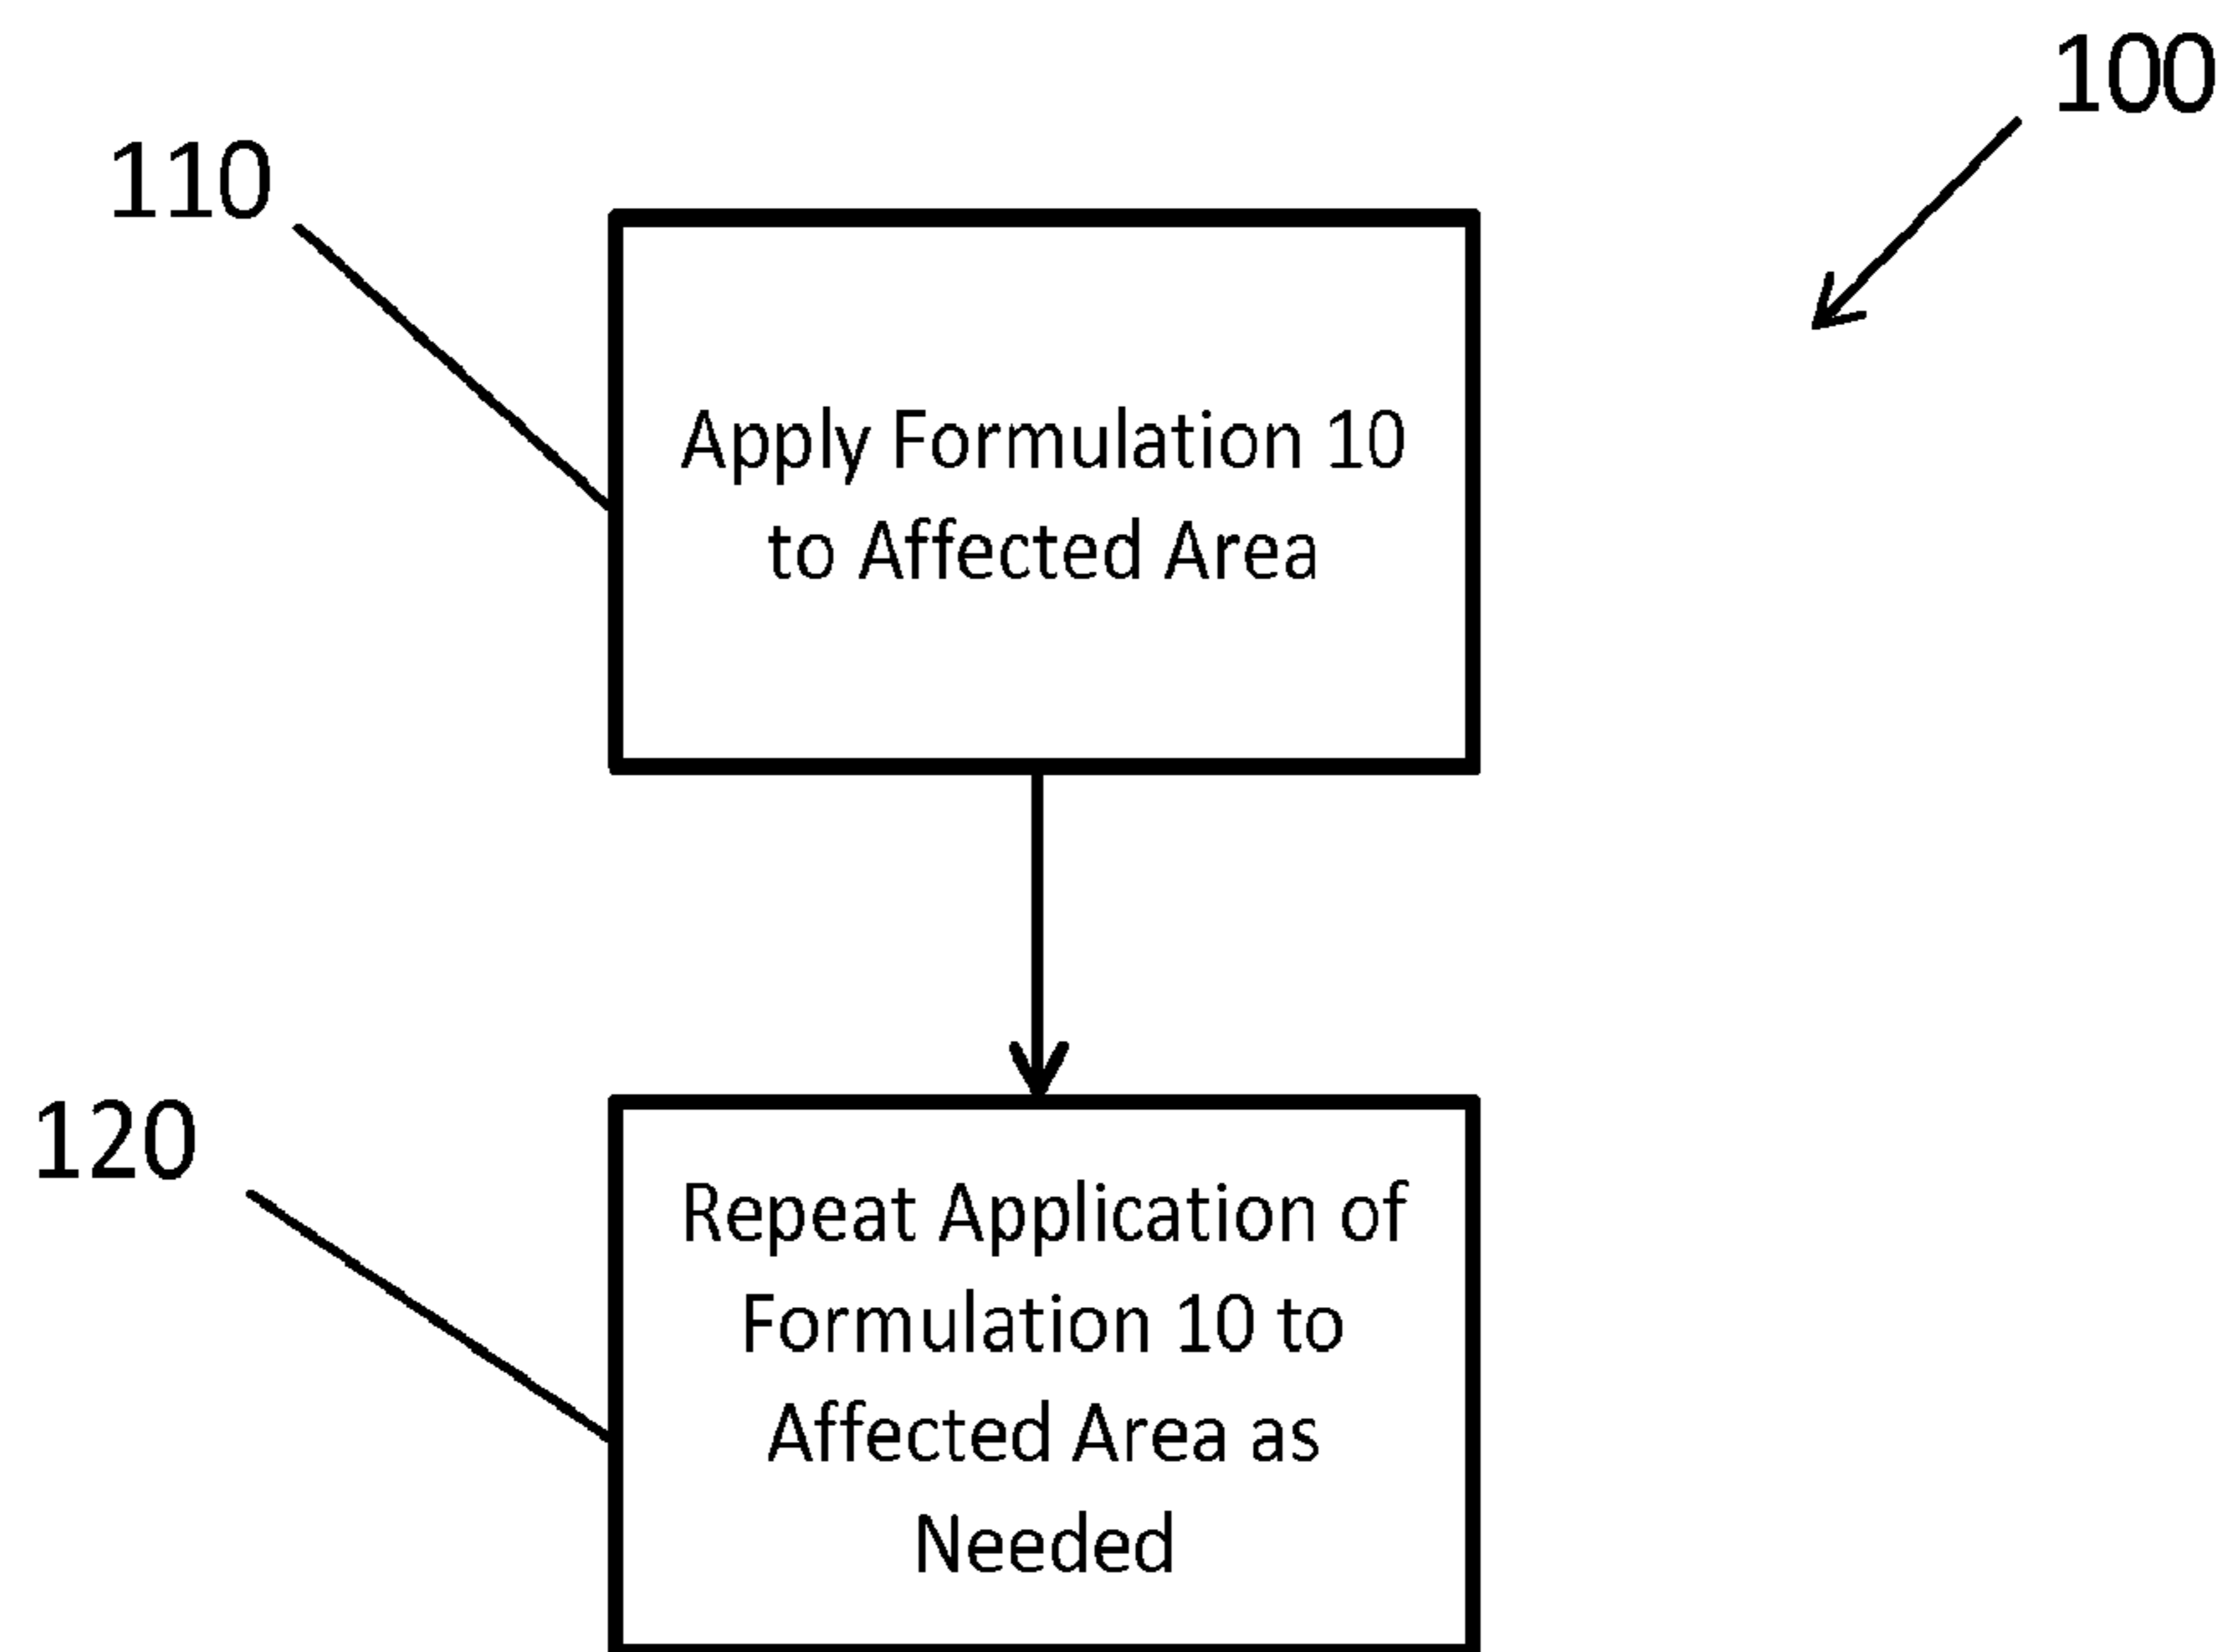 100
110
Apply Formulation 10
to Affected Area
120
Repeat Application of
Formulation 10 to
Affected Area as
Needed